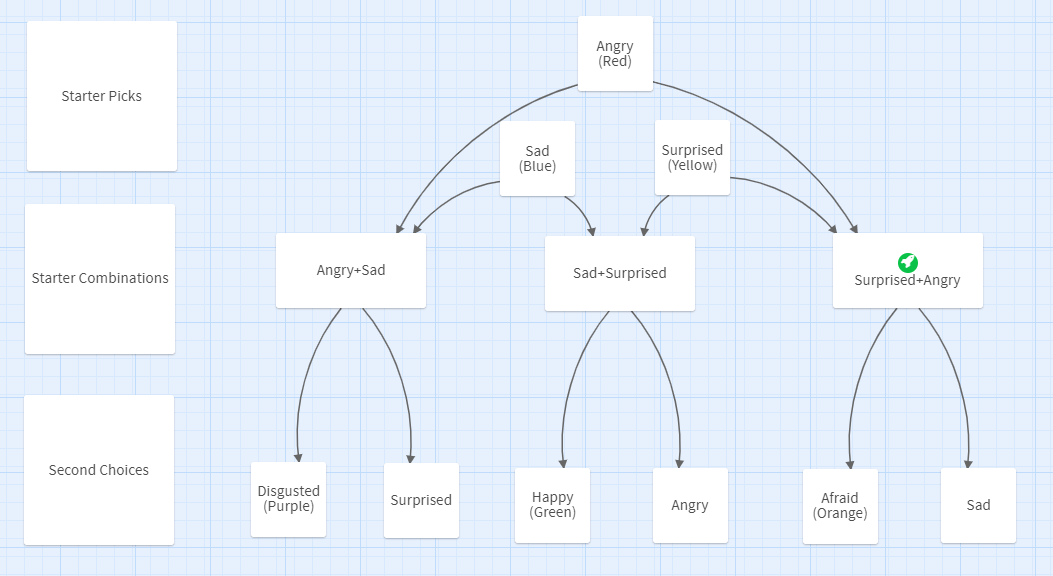 Starter Picks
Angry
(Red)
Sad
(Blue)
Surprised
(Yellow)
Starter Combinations
Angry+Sad
Sad+Surprised
Surprised+Angry
Second Choices
Disgusted
(Purple)
Surprised
Happy
(Green)
Angry
Afraid
(Orange)
Sad